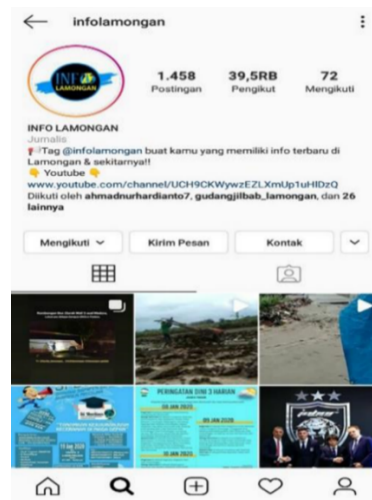 infolamongan
INFO
LAMONGAN
1.458 39,5RB 72
Postingan Pengikut Mengikuti
INFO LAMONGAN
Jurnalis
Tag @infolamongan buat kamu yang memiliki info terbaru di
Lamongan & sekitarnya!!
Youtube
www.youtube.com/channel/UCH9CKWywzEZLXmUp1uHIDzQ
Diikuti oleh ahmadnurhardianto7, gudangjilbab_lamongan, dan 26
lainnya
Mengikuti Kirim Pesan Kontak
PERINGATAN DINI 3 HARIAN